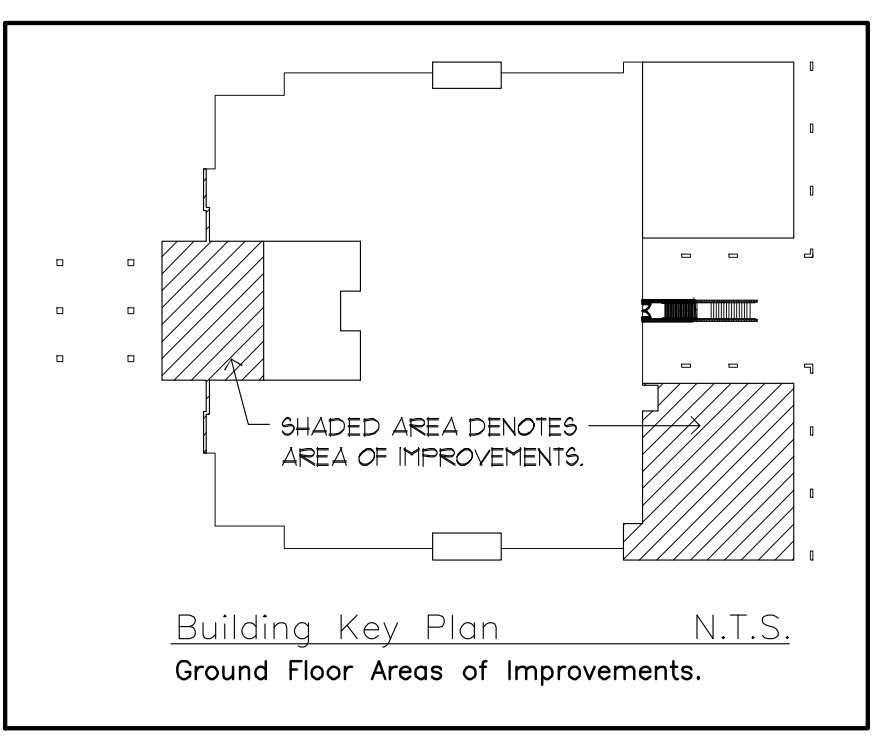 SHADED AREA DENOTES
AREA OF IMPROVEMENTS.
Building Key Plan N.T.S.
Ground Floor Areas of Improvements.